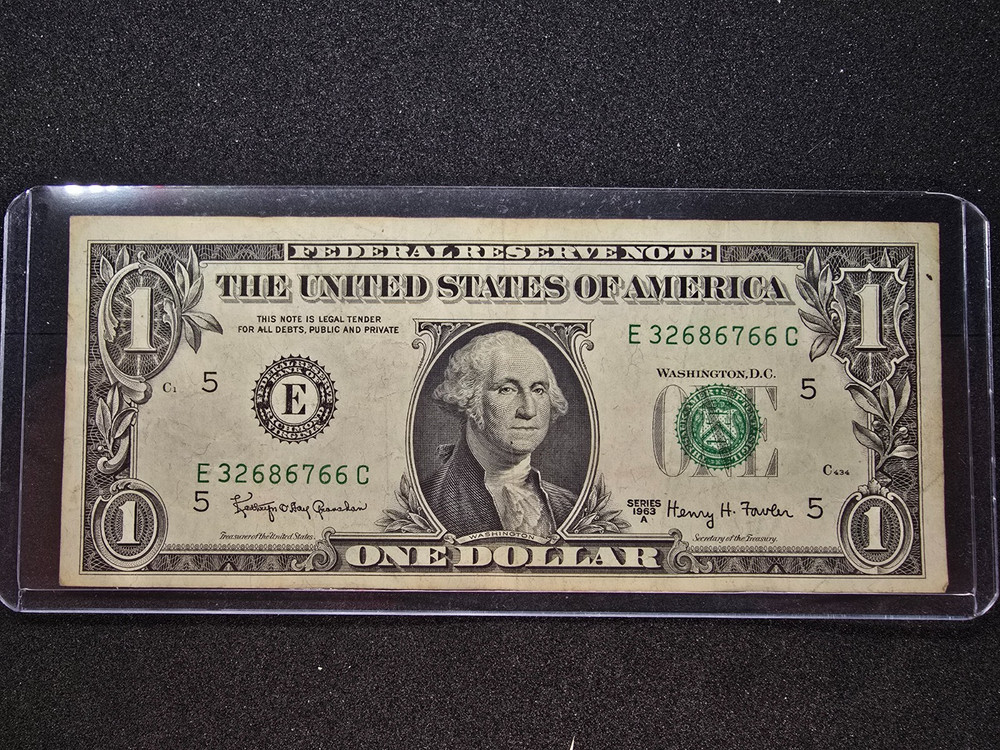 FEDERAL RESERVE NOTE
THE UNITED STATES OF AMERICA
1
1
THIS NOTE IS LEGAL TENDER
FOR ALL DEBTS, PUBLIC AND PRIVATE
E 32686766 C
WASHINGTON, D.C.
C1
5
E
5
ONE
C 434
E 32686766 C
5
Kathryn O'Hay Granahan
Treasurer of the United States.
SERIES
1963
A
Henry H. Fowler
5
Secretary of the Treasury.
1
1
WASHINGTON
ONE DOLLAR